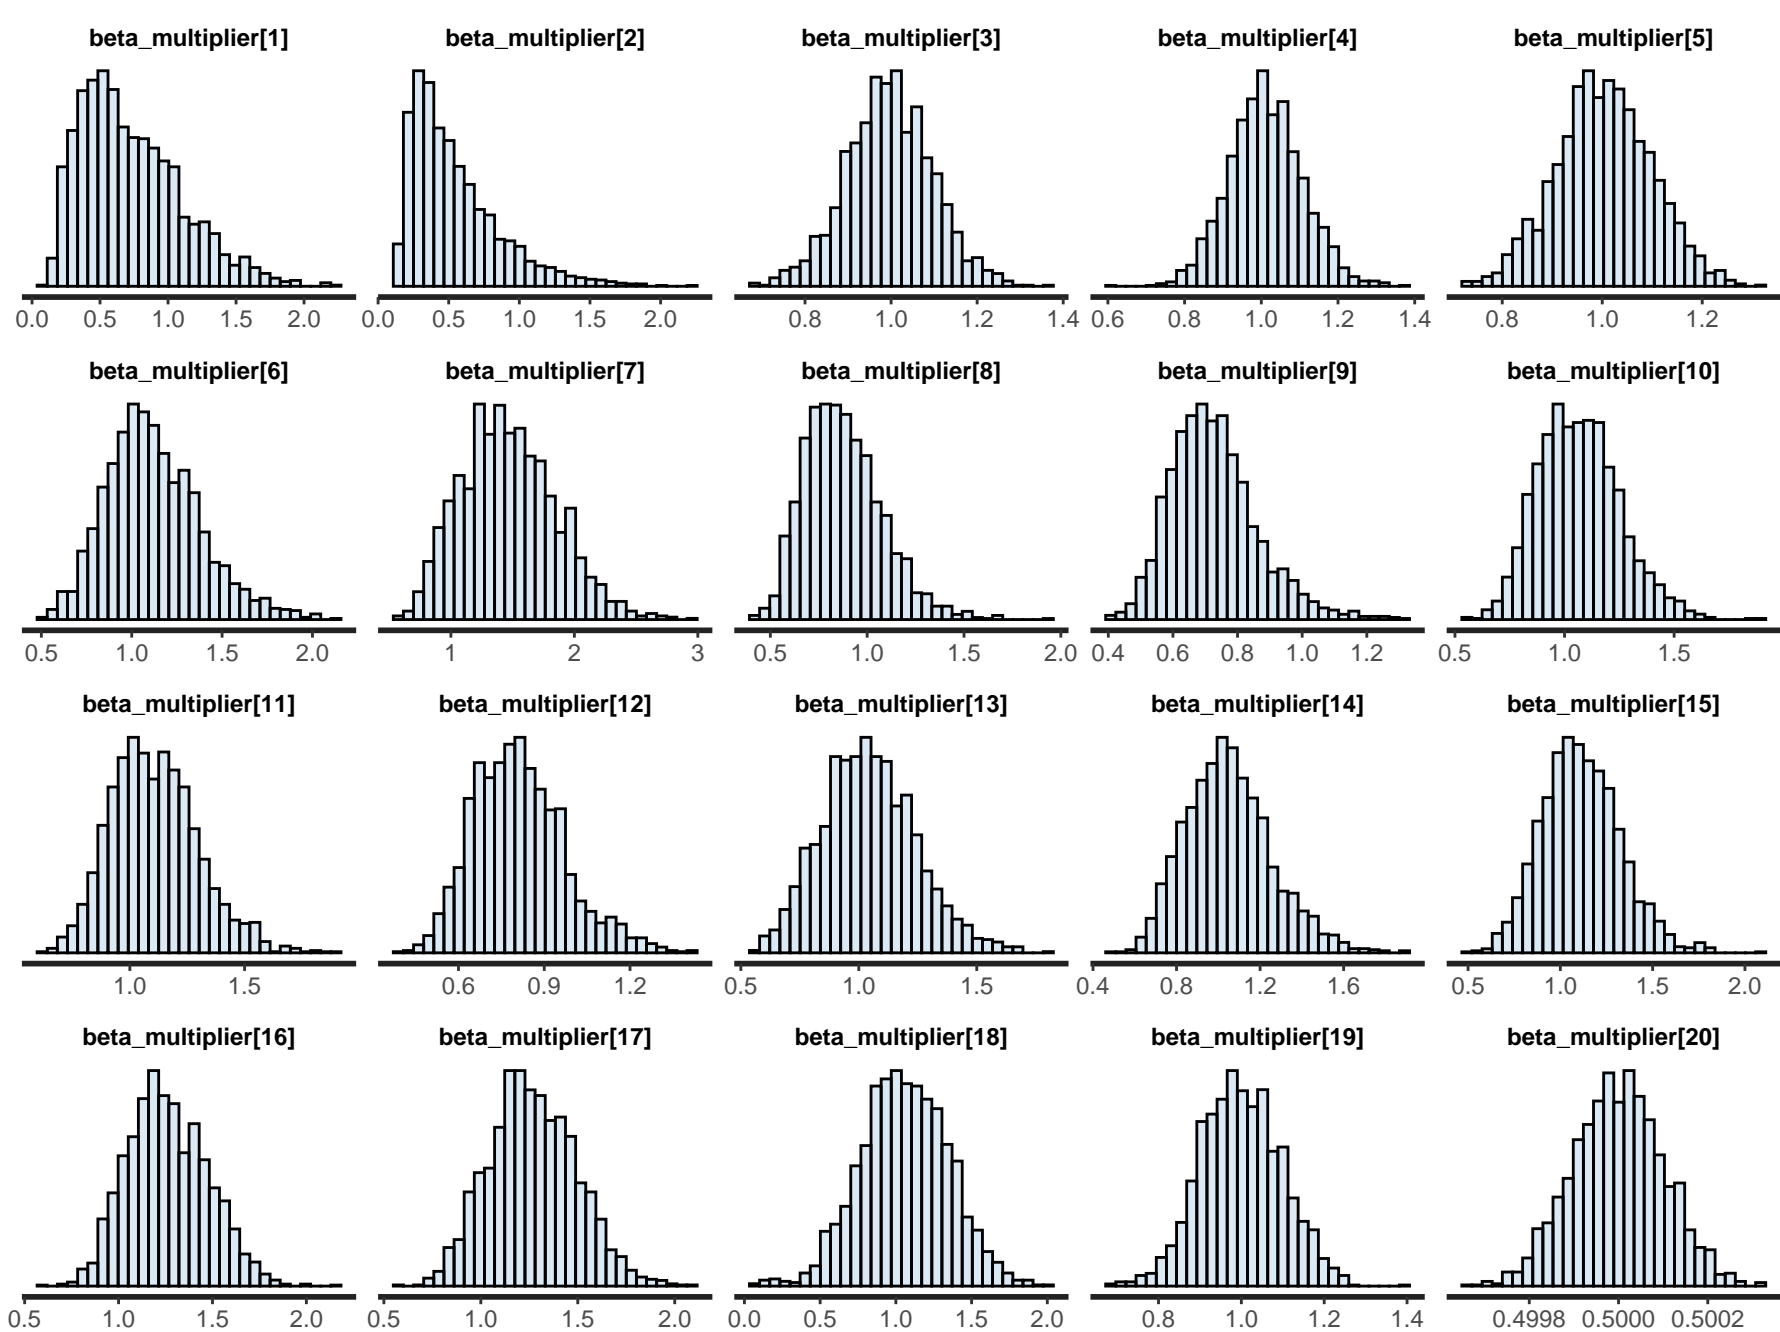 beta_multiplier[1] beta_multiplier[2] beta_multiplier[3] beta_multiplier[4] beta_multiplier[5]
0.0 0.5 1.0 1.5 2.0 0.0 0.5 1.0 1.5 2.0 0.8 1.0 1.2 1.4 0.6 0.8 1.0 1.2 1.4 0.8 1.0 1.2
beta_multiplier[6] beta_multiplier[7] beta_multiplier[8] beta_multiplier[9] beta_multiplier[10]
0.5 1.0 1.5 2.0 1 2 3 0.5 1.0 1.5 2.0 0.4 0.6 0.8 1.0 1.2 0.5 1.0 1.5
beta_multiplier[11] beta_multiplier[12] beta_multiplier[13] beta_multiplier[14] beta_multiplier[15]
1.0 1.5 0.6 0.9 1.2 0.5 1.0 1.5 0.4 0.8 1.2 1.6 0.5 1.0 1.5 2.0
beta_multiplier[16] beta_multiplier[17] beta_multiplier[18] beta_multiplier[19] beta_multiplier[20]
0.5 1.0 1.5 2.0 0.5 1.0 1.5 2.0 0.0 0.5 1.0 1.5 2.0 0.8 1.0 1.2 1.4 0.4998 0.5000 0.5002